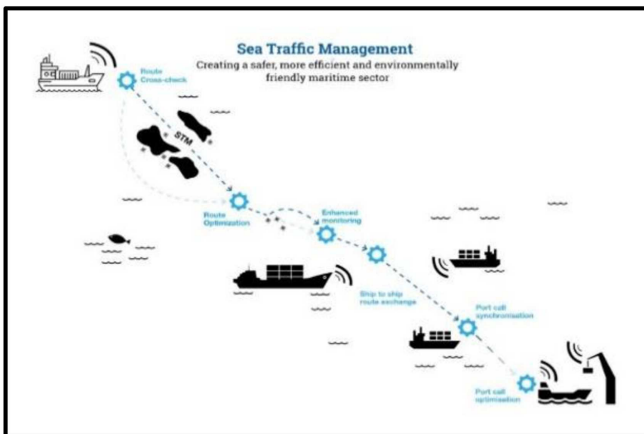 Sea Traffic Management
Creating a safer, more efficient and environmentally
friendly maritime sector
Route
Cross-check
STM
Route
Optimization
Enhanced
monitoring
Ship to ship
route exchange
Port call
synchronisation
Port call
optimisation